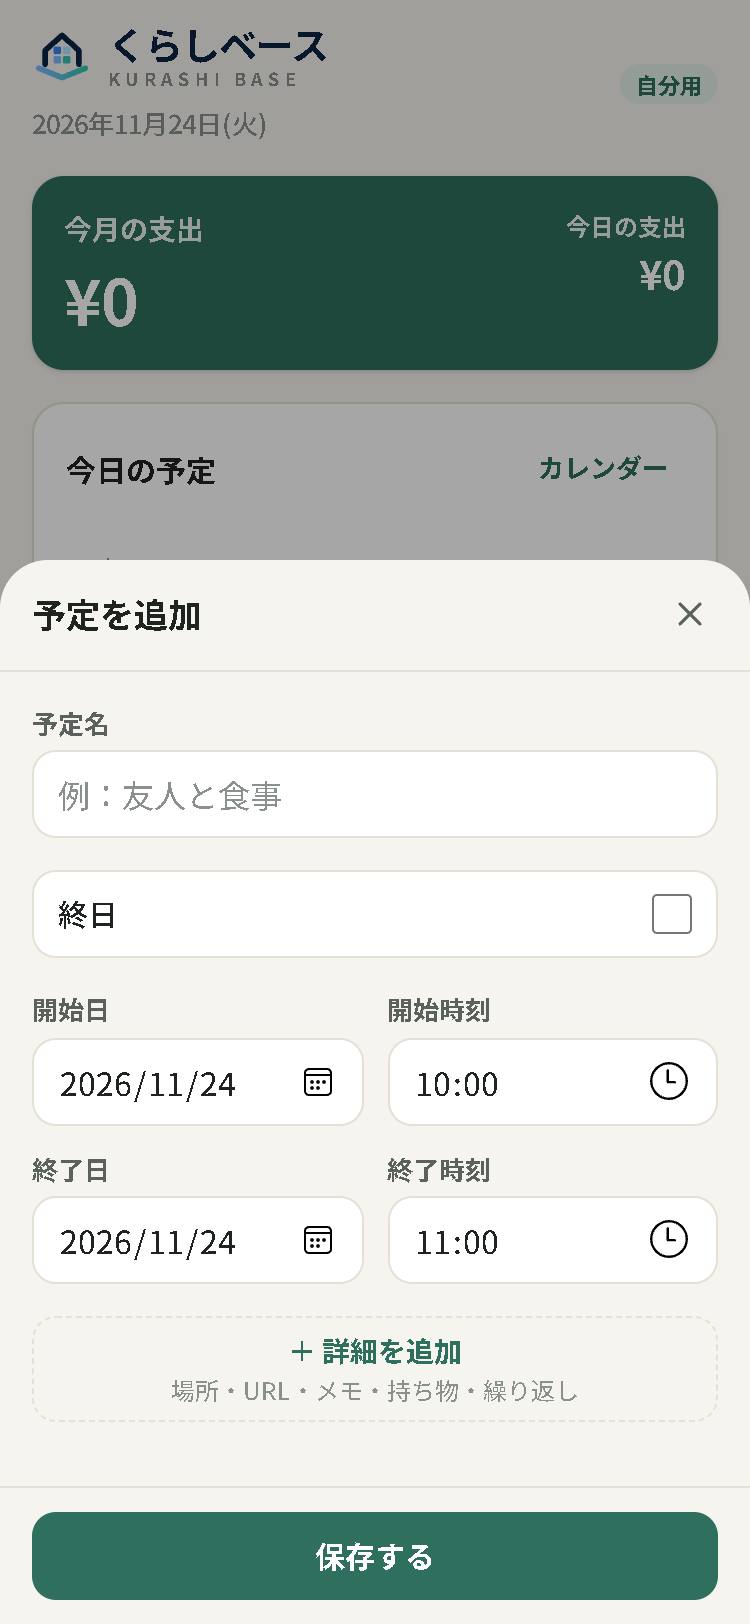 くらしベース
KURASHI BASE
自分用
2026年11月24日(火)
今月の支出
今日の支出
¥0
¥0
今日の予定
カレンダー
予定を追加
予定名
例：友人と食事
終日
開始日
開始時刻
2026/11/24
10:00
終了日
終了時刻
2026/11/24
11:00
＋ 詳細を追加
場所・URL・メモ・持ち物・繰り返し
保存する